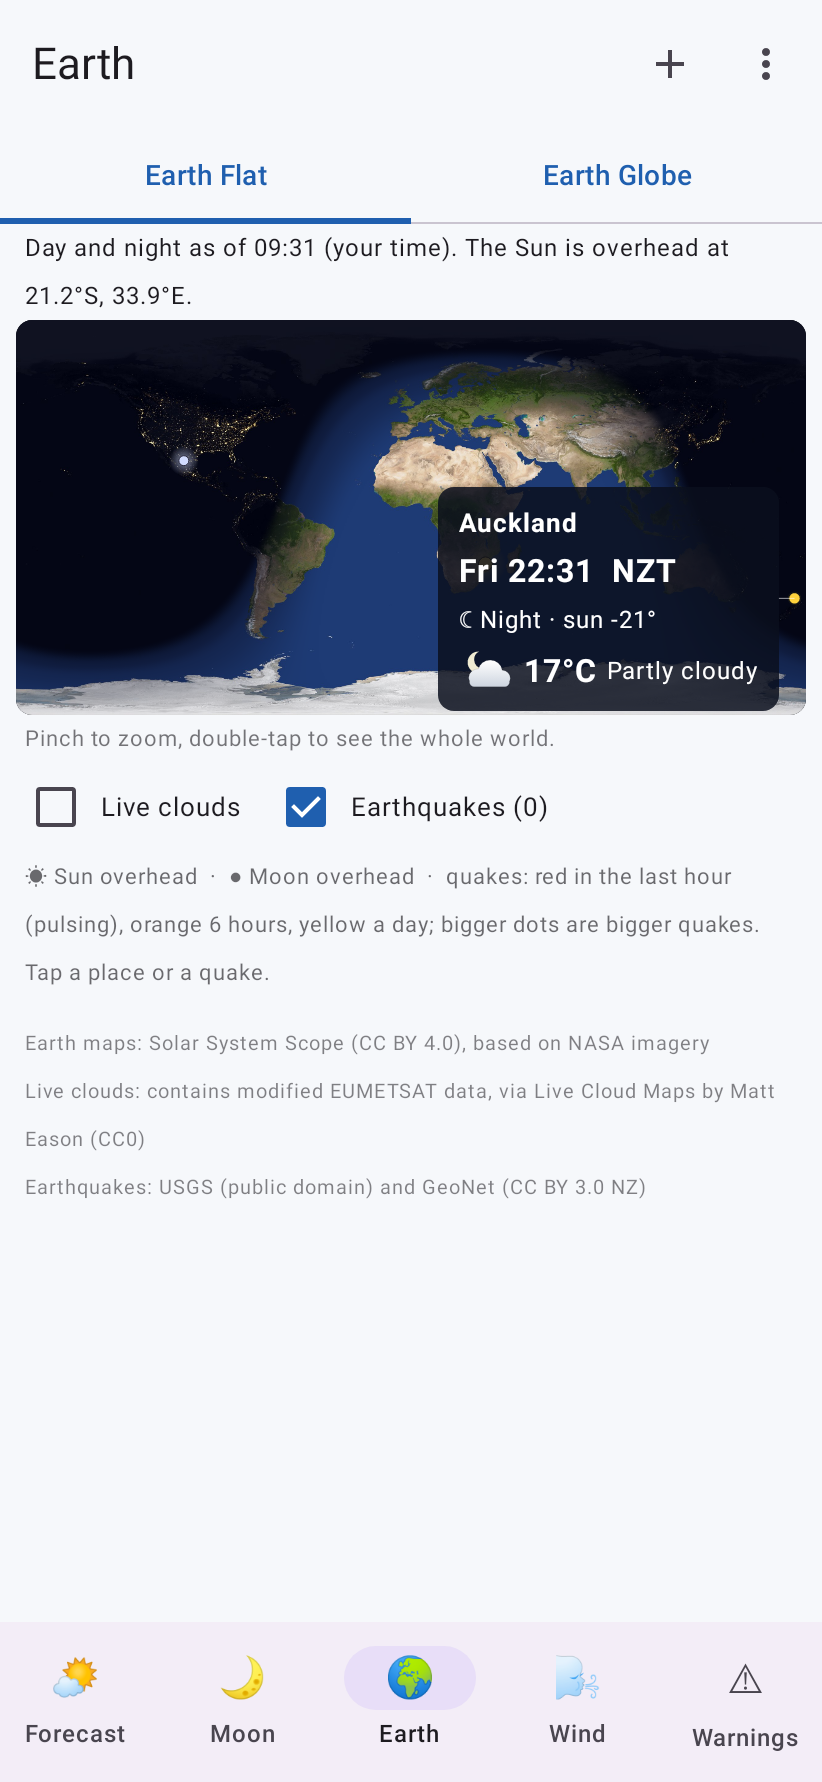 Earth
Earth Flat
Earth Globe
Day and night as of 09:31 (your time). The Sun is overhead at
21.2°S, 33.9°E.
Auckland
Fri 22:31 NZT
☾ Night · sun -21°
17°C Partly cloudy
Pinch to zoom, double-tap to see the whole world.
Live clouds
Earthquakes (0)
☀ Sun overhead · ● Moon overhead · quakes: red in the last hour
(pulsing), orange 6 hours, yellow a day; bigger dots are bigger quakes.
Tap a place or a quake.
Earth maps: Solar System Scope (CC BY 4.0), based on NASA imagery
Live clouds: contains modified EUMETSAT data, via Live Cloud Maps by Matt
Eason (CC0)
Earthquakes: USGS (public domain) and GeoNet (CC BY 3.0 NZ)
Forecast
Moon
Earth
Wind
Warnings